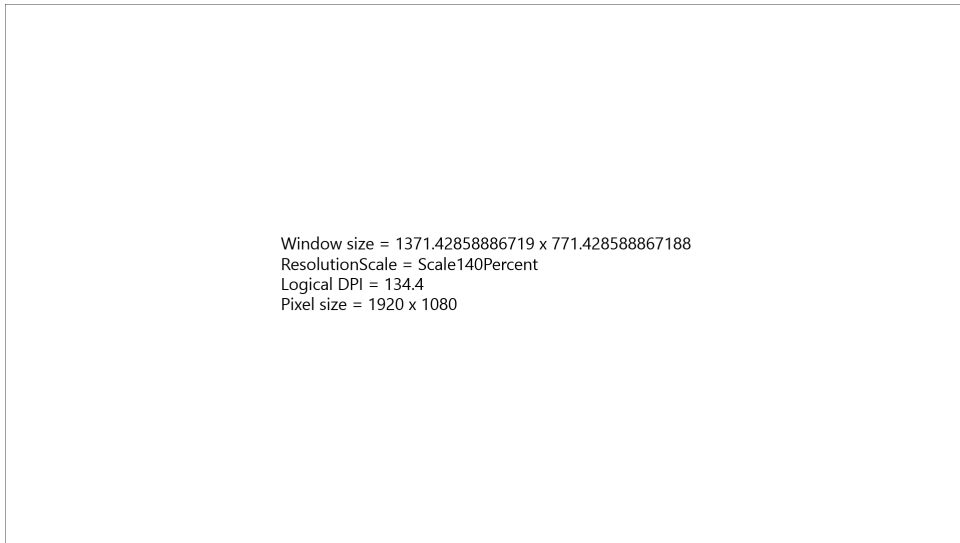 Window size = 1371.42858886719 x 771.428588867188
ResolutionScale = Scale140Percent
Logical DPI = 134.4
Pixel size = 1920 x 1080